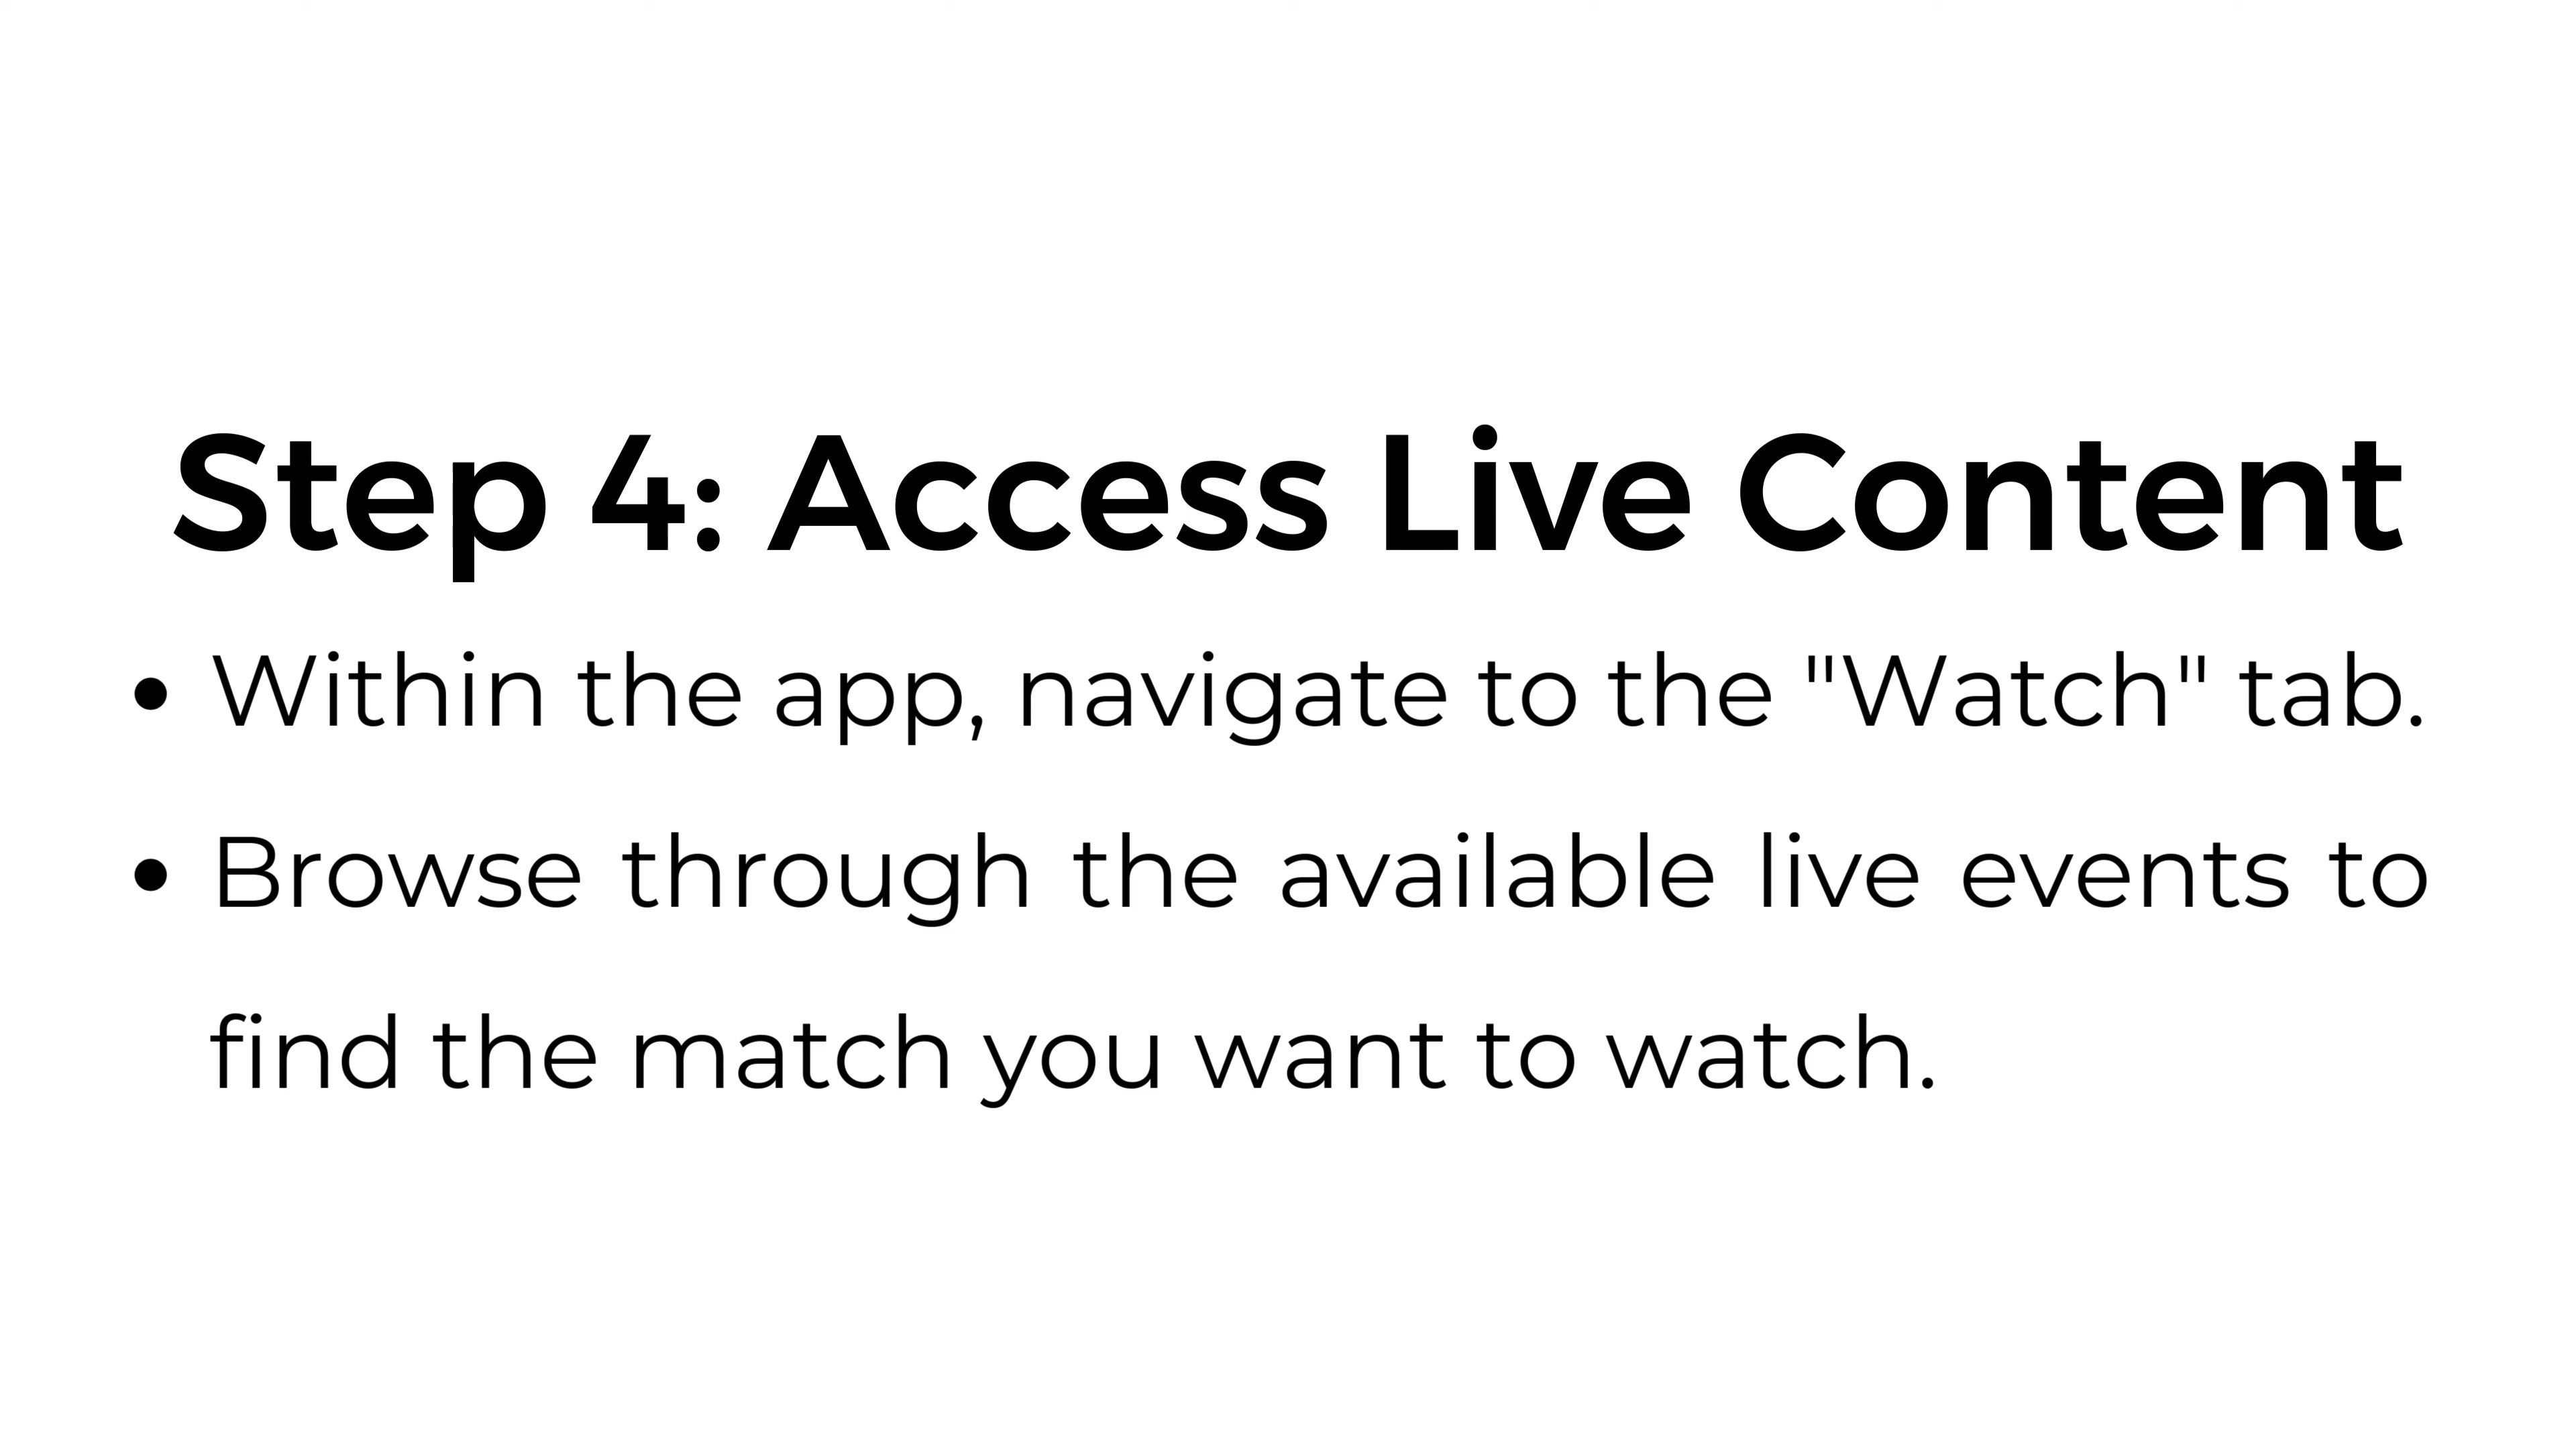 Step 4: Access Live Content
• Within the app, navigate to the "Watch" tab.
• Browse through the available live events to
find the match you want to watch.